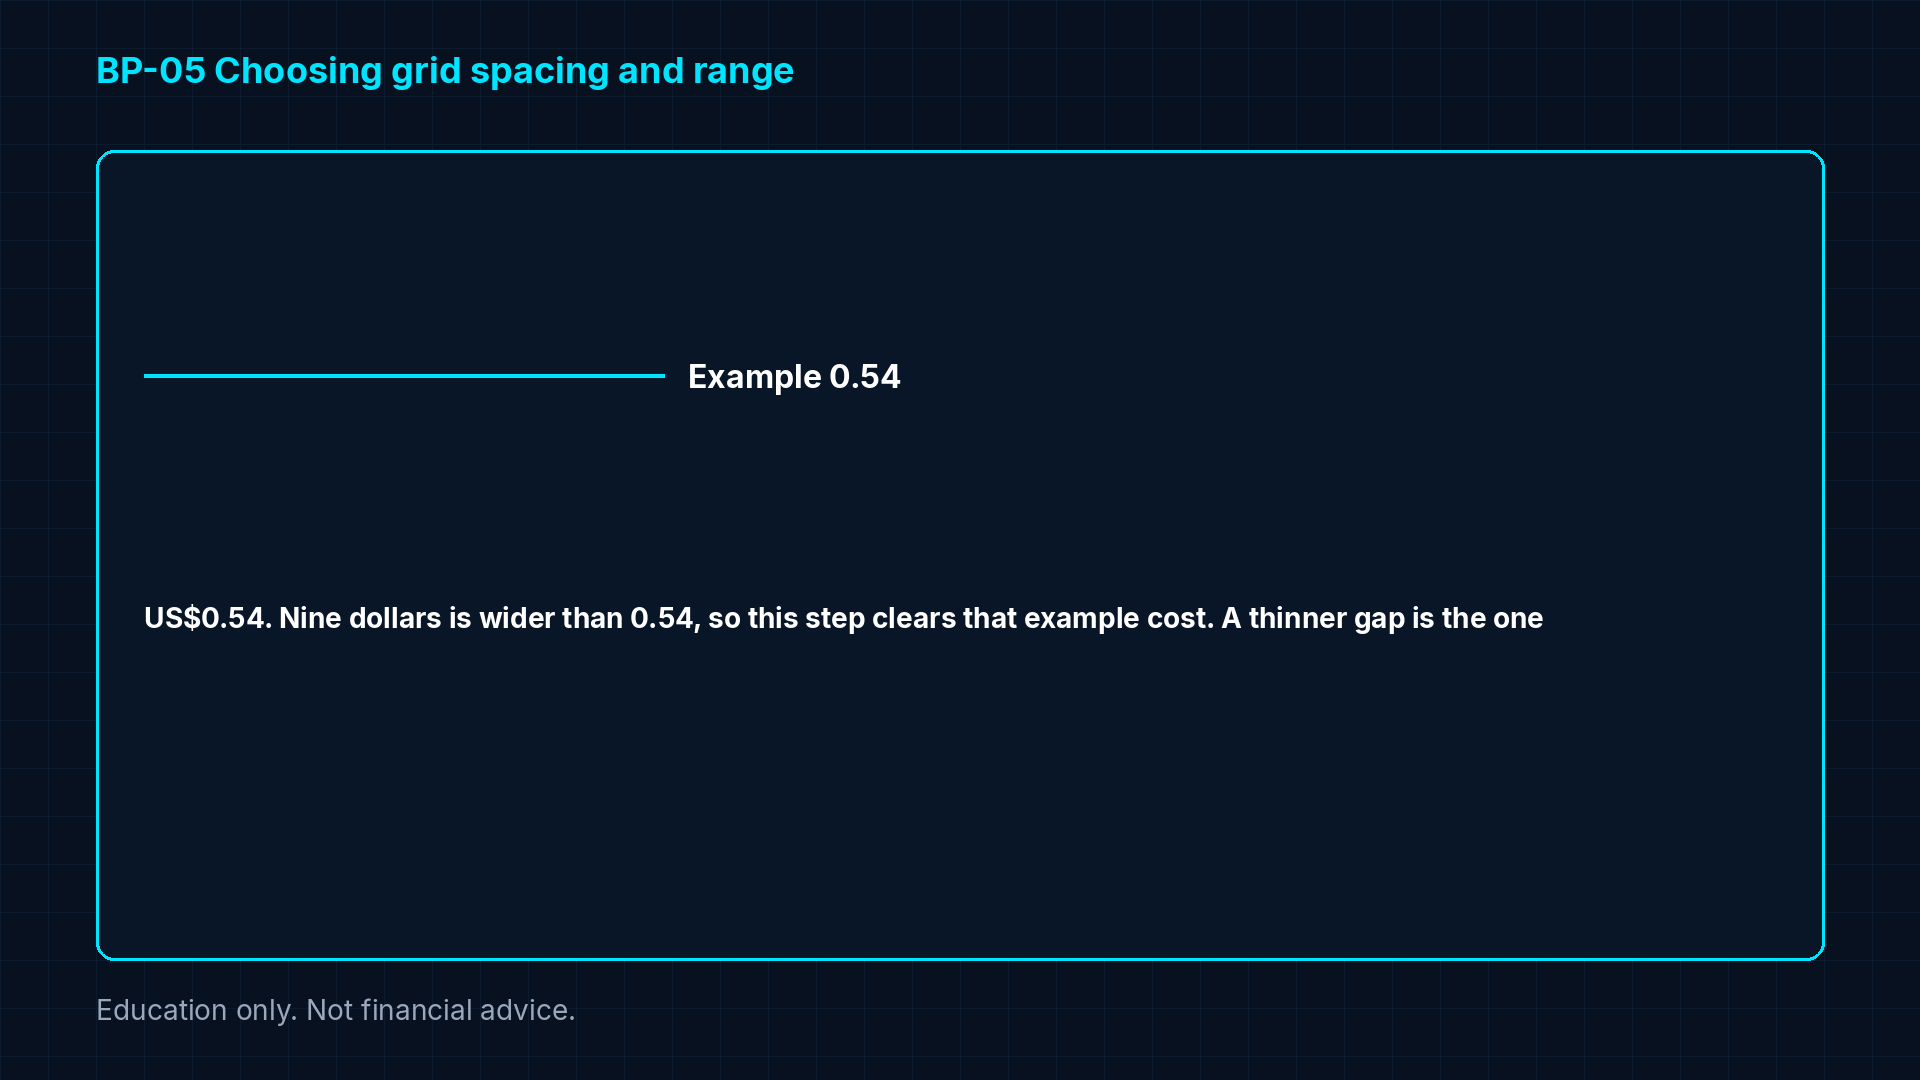 BP-05 Choosing grid spacing and range
Example 0.54
US$0.54. Nine dollars is wider than 0.54, so this step clears that example cost. A thinner gap is the one
Education only. Not financial advice.